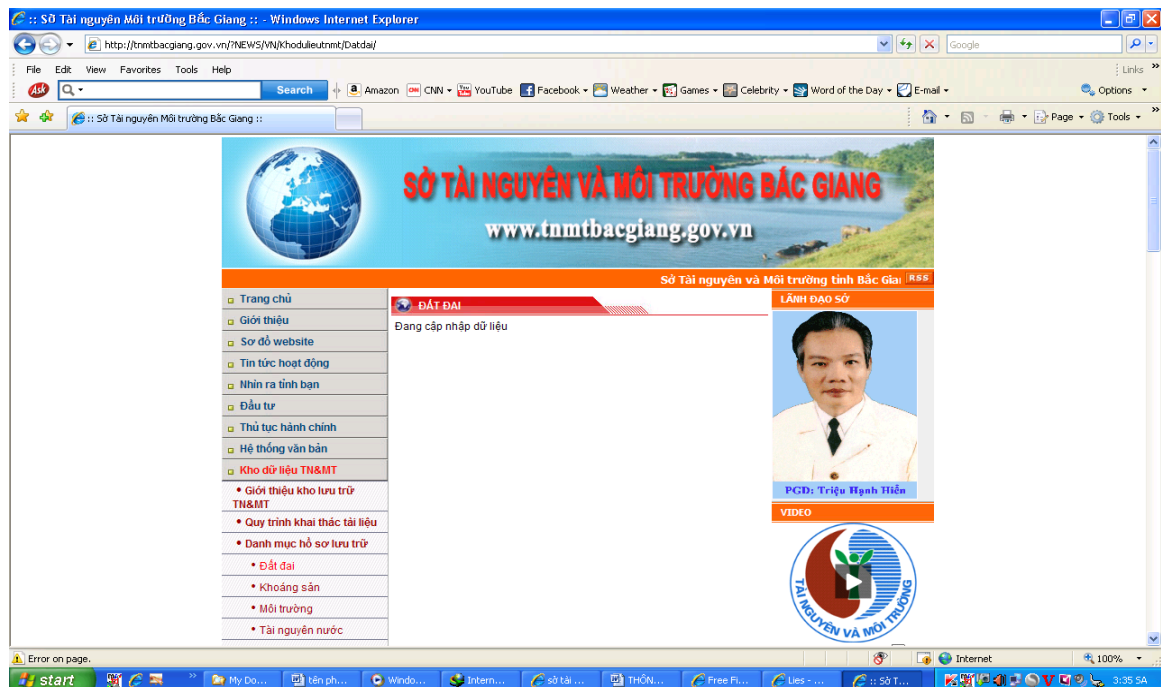 :: Sở Tài nguyên Môi trường Bắc Giang :: - Windows Internet Explorer
http://tnmtbacgiang.gov.vn/?NEWS/VN/Khodulieutnmt/Datdai/
Google
File Edit View Favorites Tools Help
Links
Ask
Search
Amazon CNN YouTube Facebook Weather Games Celebrity Word of the Day E-mail
Options
:: Sở Tài nguyên Môi trường Bắc Giang ::
Page Tools
SỞ TÀI NGUYÊN VÀ MÔI TRƯỜNG BẮC GIANG
www.tnmtbacgiang.gov.vn
Sở Tài nguyên và Môi trường tỉnh Bắc Gia
RSS
Trang chủ
Giới thiệu
Sơ đồ website
Tin tức hoạt động
Nhìn ra tỉnh bạn
Đầu tư
Thủ tục hành chính
Hệ thống văn bản
Kho dữ liệu TN&MT
• Giới thiệu kho lưu trữ
TN&MT
• Quy trình khai thác tài liệu
• Danh mục hồ sơ lưu trữ
• Đất đai
• Khoáng sản
• Môi trường
• Tài nguyên nước
ĐẤT ĐAI
Đang cập nhập dữ liệu
LÃNH ĐẠO SỞ
PGD: Triệu Hạnh Hiển
VIDEO
TÀI NGUYÊN VÀ MÔI TRƯỜNG
Error on page.
Internet
100%
start
My Do...
tên ph...
Windo...
Intern...
sở tài ...
THÔN...
Free Fi...
Lies - ...
:: Sở T...
3:35 SA